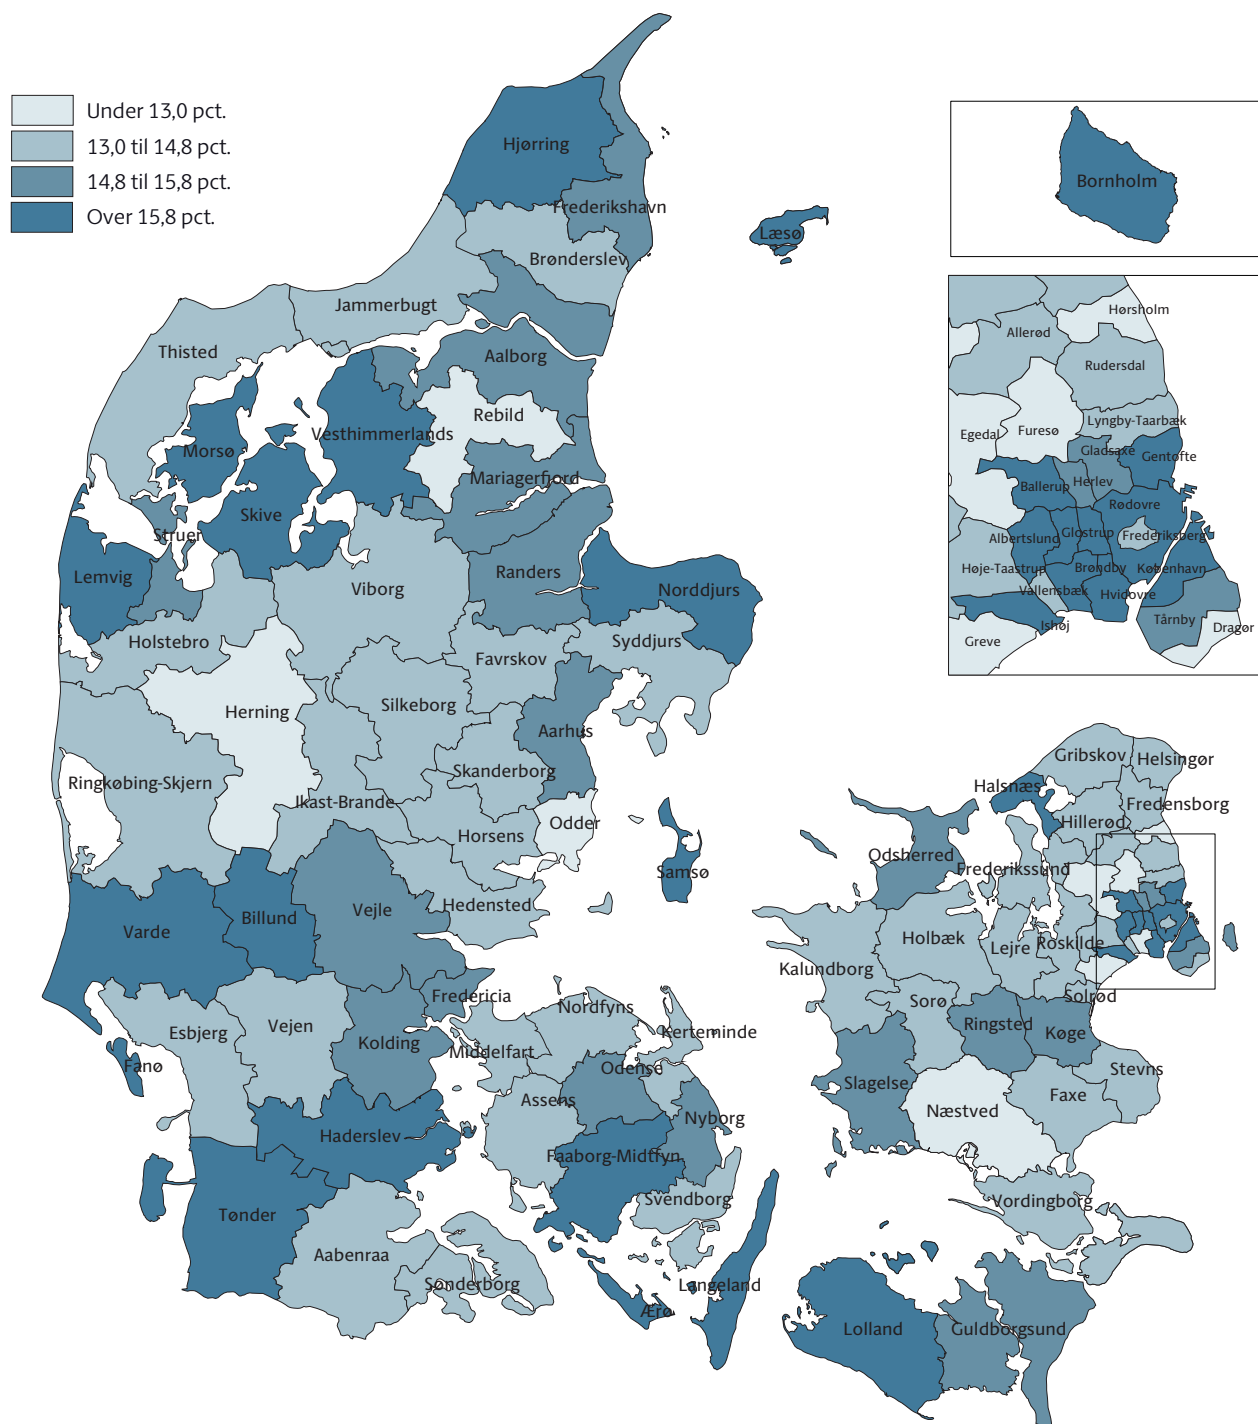 Under 13,0 pct.
13,0 til 14,8 pct.
14,8 til 15,8 pct.
Over 15,8 pct.
Hjørring
Frederikshavn
Læsø
Brønderslev
Jammerbugt
Thisted
Aalborg
Rebild
Vesthimmerlands
Morsø
Mariagerfjord
Skive
Struer
Lemvig
Randers
Norddjurs
Viborg
Holstebro
Syddjurs
Favrskov
Silkeborg
Herning
Aarhus
Skanderborg
Ringkøbing-Skjern
Ikast-Brande
Odder
Horsens
Samsø
Hedensted
Vejle
Billund
Varde
Fredericia
Vejen
Esbjerg
Kolding
Fanø
Haderslev
Tønder
Aabenraa
Sønderborg
Nordfyns
Kerteminde
Middelfart
Odense
Assens
Nyborg
Faaborg-Midtfyn
Svendborg
Langeland
Ærø
Bornholm
Hørsholm
Allerød
Rudersdal
Lyngby-Taarbæk
Furesø
Egedal
Gladsaxe
Gentofte
Ballerup
Herlev
Rødovre
Albertslund
Glostrup
Frederiksberg
Høje-Taastrup
Brøndby
København
Vallensbæk
Hvidovre
Ishøj
Tårnby
Dragør
Greve
Gribskov
Helsingør
Halsnæs
Fredensborg
Hillerød
Odsherred
Frederikssund
Holbæk
Lejre
Roskilde
Kalundborg
Solrød
Sorø
Ringsted
Køge
Stevns
Slagelse
Faxe
Næstved
Vordingborg
Lolland
Guldborgsund